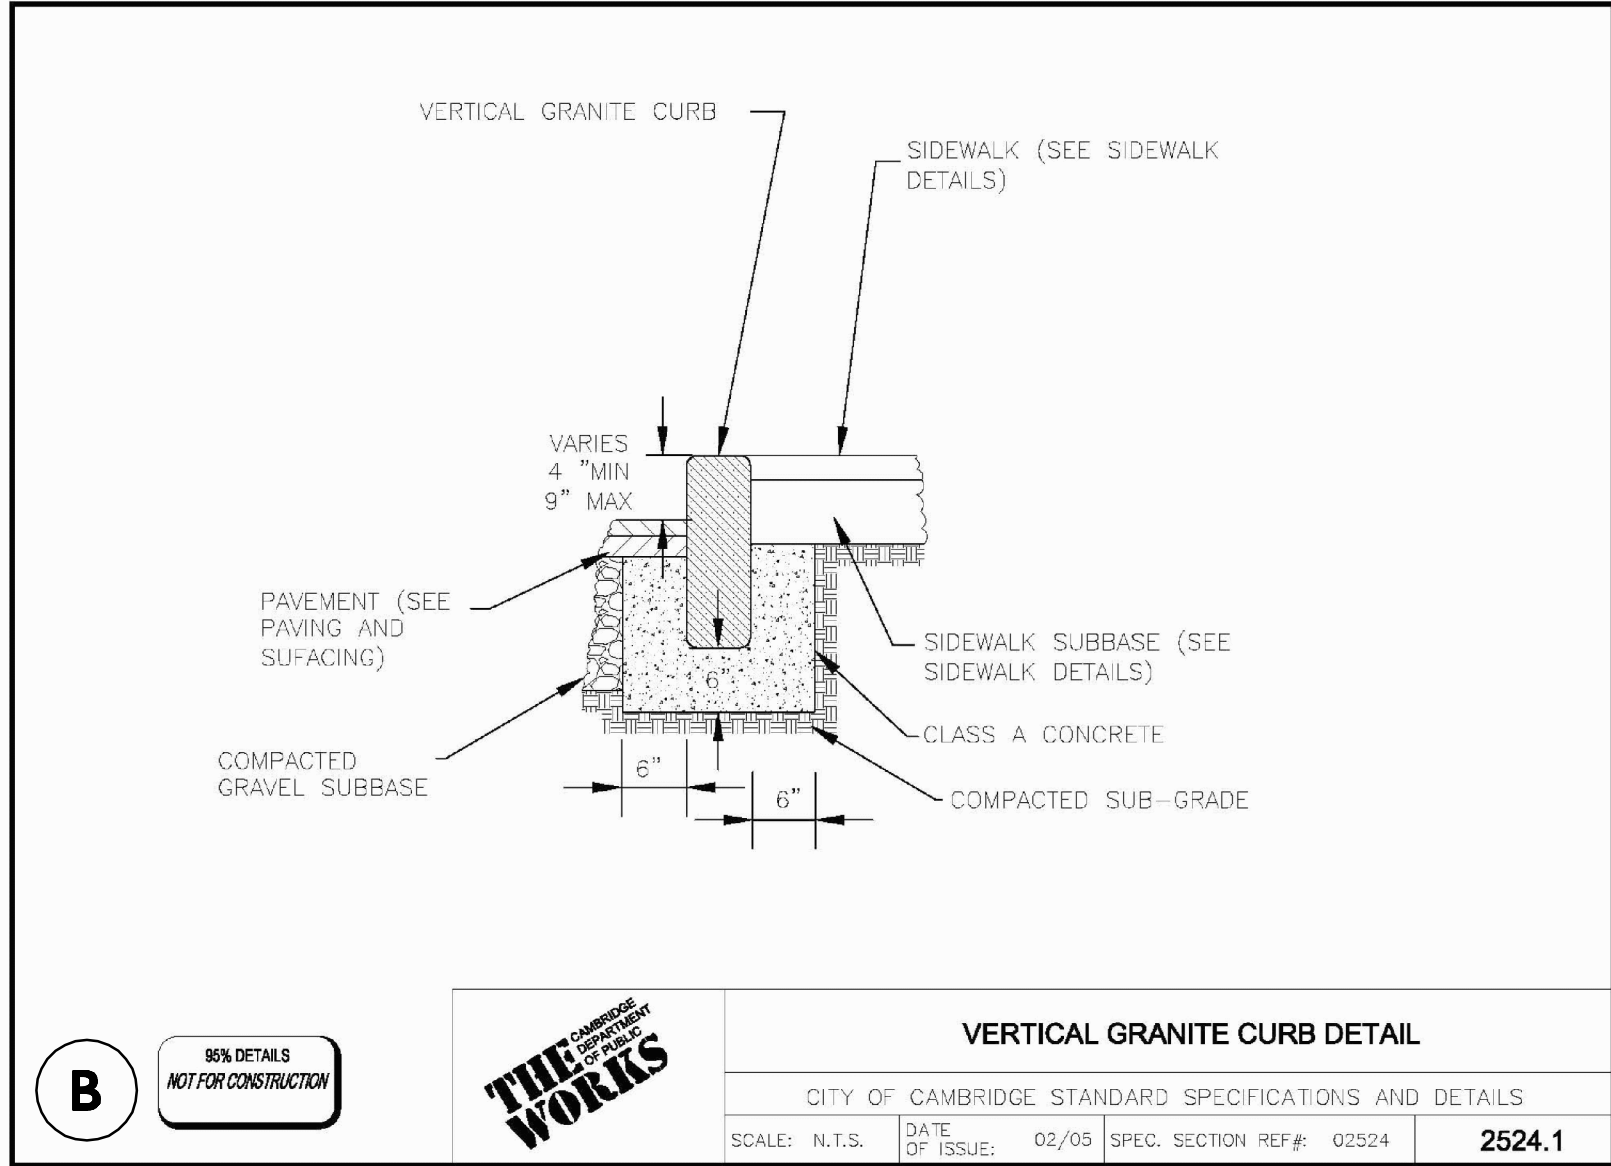 VERTICAL GRANITE CURB
SIDEWALK (SEE SIDEWALK
DETAILS)
VARIES
4 "MIN
9" MAX
PAVEMENT (SEE
PAVING AND
SUFACING)
6"
SIDEWALK SUBBASE (SEE
SIDEWALK DETAILS)
CLASS A CONCRETE
COMPACTED
GRAVEL SUBBASE
6"
6"
COMPACTED SUB-GRADE
B
95% DETAILS
NOT FOR CONSTRUCTION
THE
WORKS
CAMBRIDGE
DEPARTMENT
OF PUBLIC
VERTICAL GRANITE CURB DETAIL
CITY OF CAMBRIDGE STANDARD SPECIFICATIONS AND DETAILS
SCALE: N.T.S.
DATE
OF ISSUE: 02/05
SPEC. SECTION REF#: 02524
2524.1